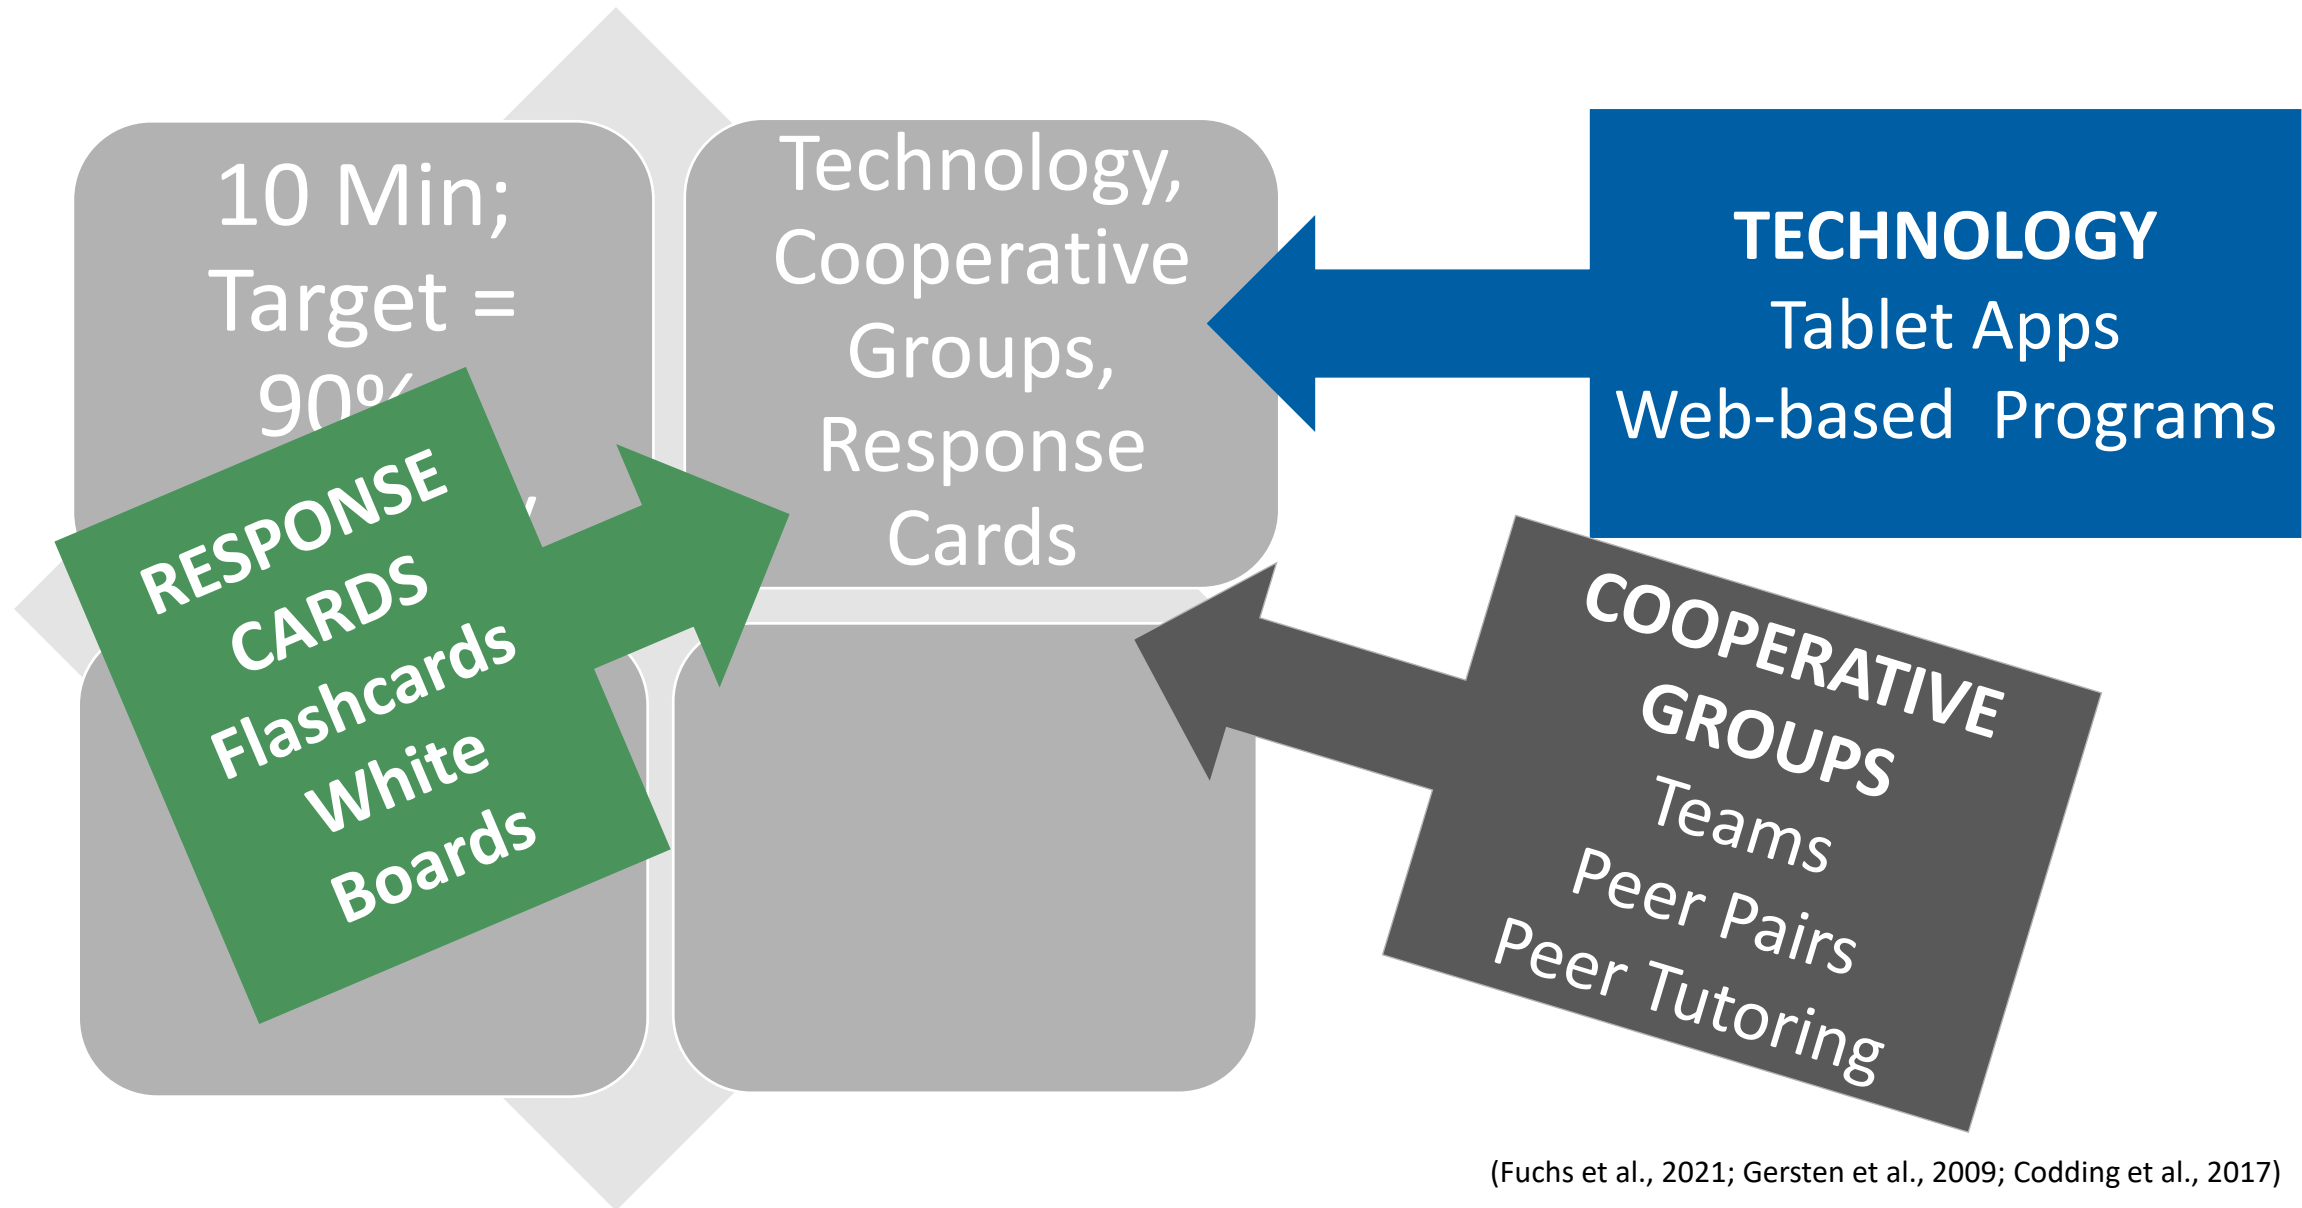 10 Min;
Target =
90%
Technology,
Cooperative
Groups,
Response
Cards
TECHNOLOGY
Tablet Apps
Web-based  Programs
RESPONSE
CARDS
Flashcards
White
Boards
COOPERATIVE
GROUPS
Teams
Peer Pairs
Peer Tutoring
(Fuchs et al., 2021; Gersten et al., 2009; Codding et al., 2017)